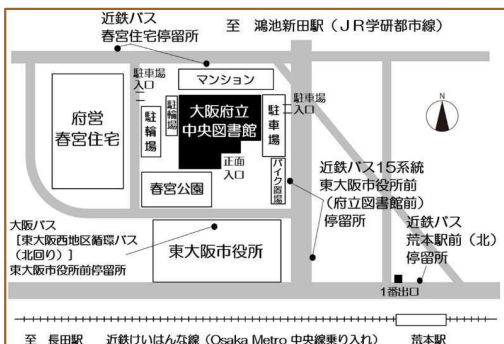 近鉄バス
春宮住宅停留所
至 鴻池新田駅(JR学研都市線)
マンション
駐車場
入口
駐車場
入口
府営
春宮住宅
駐輪場
駐輪場
大阪府立
中央図書館
駐車場
N
正面
入口
バイク置場
春宮公園
近鉄バス15系統
東大阪市役所前
(府立図書館前)
停留所
大阪バス
[東大阪西地区循環バス
(北回り)]
東大阪市役所前停留所
東大阪市役所
近鉄バス
荒本駅前(北)
停留所
1番出口
至 長田駅 近鉄けいはんな線(Osaka Metro 中央線乗り入れ) 荒本駅